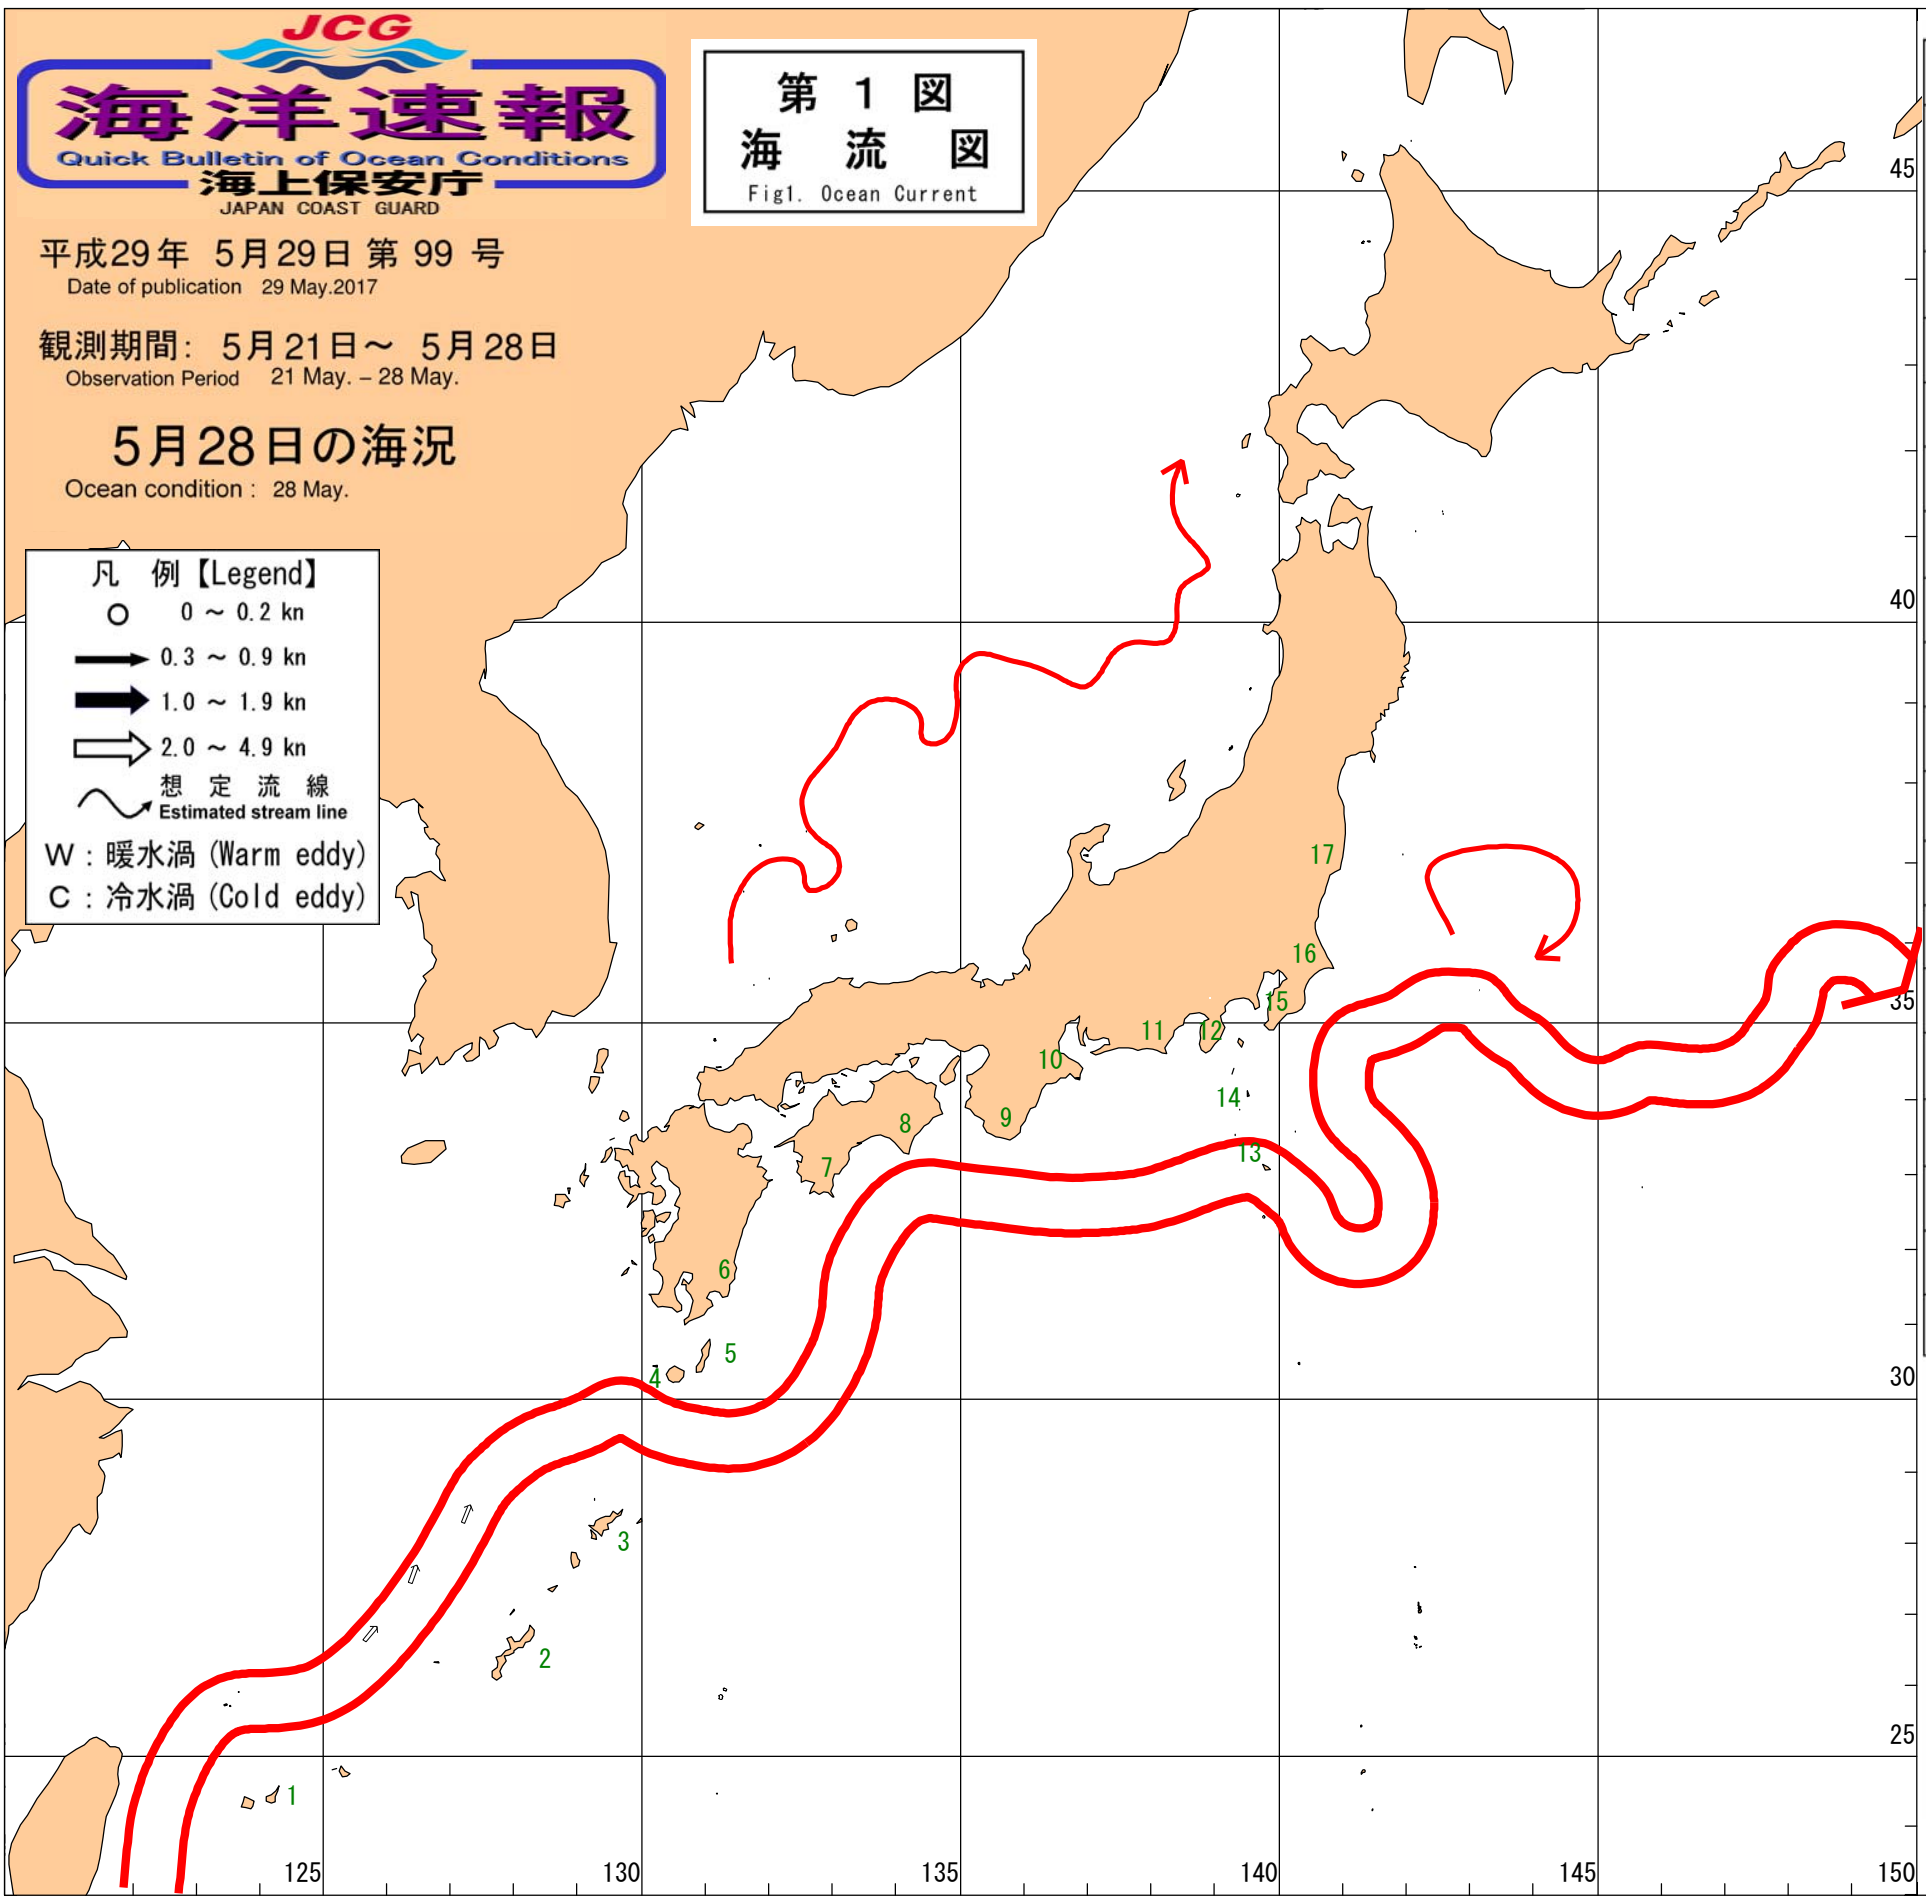 JCG
海洋速報
Quick Bulletin of Ocean Conditions
海上保安庁
JAPAN COAST GUARD
平成29年 5月29日 第 99 号
Date of publication 29 May.2017
観測期間: 5月21日～ 5月28日
Observation Period 21 May. – 28 May.
5月28日の海況
Ocean condition : 28 May.
第 1 図
海 流 図
Fig1. Ocean Current
凡 例【Legend】
0 ～ 0.2 kn
0.3 ～ 0.9 kn
1.0 ～ 1.9 kn
2.0 ～ 4.9 kn
想 定 流 線
Estimated stream line
W : 暖水渦 (Warm eddy)
C : 冷水渦 (Cold eddy)
45
40
35
30
25
17
16
15
12
11
10
14
9
8
13
7
6
5
4
3
2
1
125
130
135
140
145
150